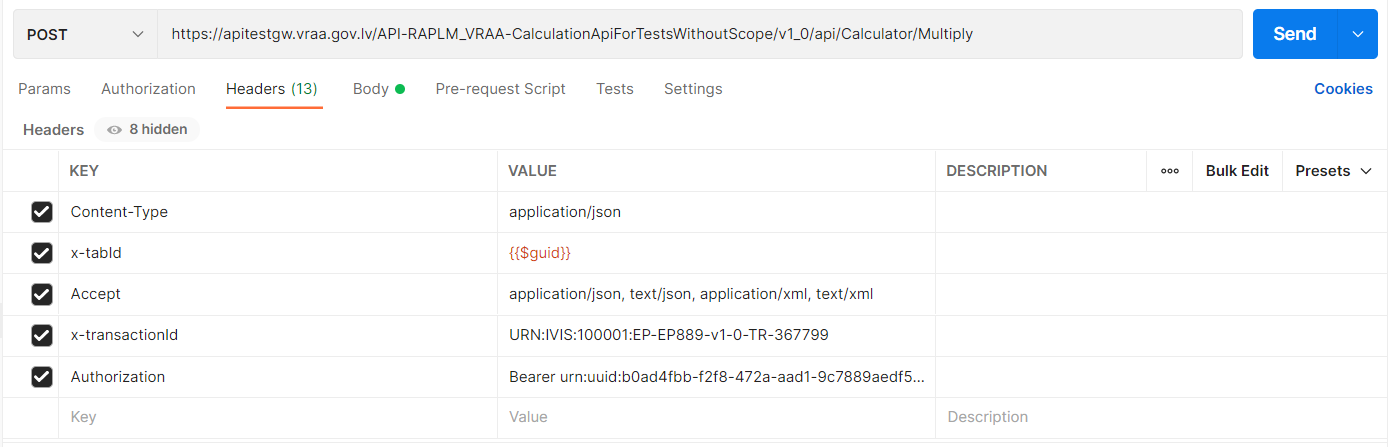 POST https://apitestgw.vraa.gov.lv/API-RAPLM_VRAA-CalculationApiForTestsWithoutScope/v1_0/api/Calculator/Multiply Send
Params Authorization Headers (13) Body Pre-request Script Tests Settings Cookies
Headers 8 hidden
KEY VALUE DESCRIPTION Bulk Edit Presets
Content-Type application/json
x-tabId {{$guid}}
Accept application/json, text/json, application/xml, text/xml
x-transactionId URN:IVIS:100001:EP-EP889-v1-0-TR-367799
Authorization Bearer urn:uuid:b0ad4fbb-f2f8-472a-aad1-9c7889aedf5...
Key Value Description